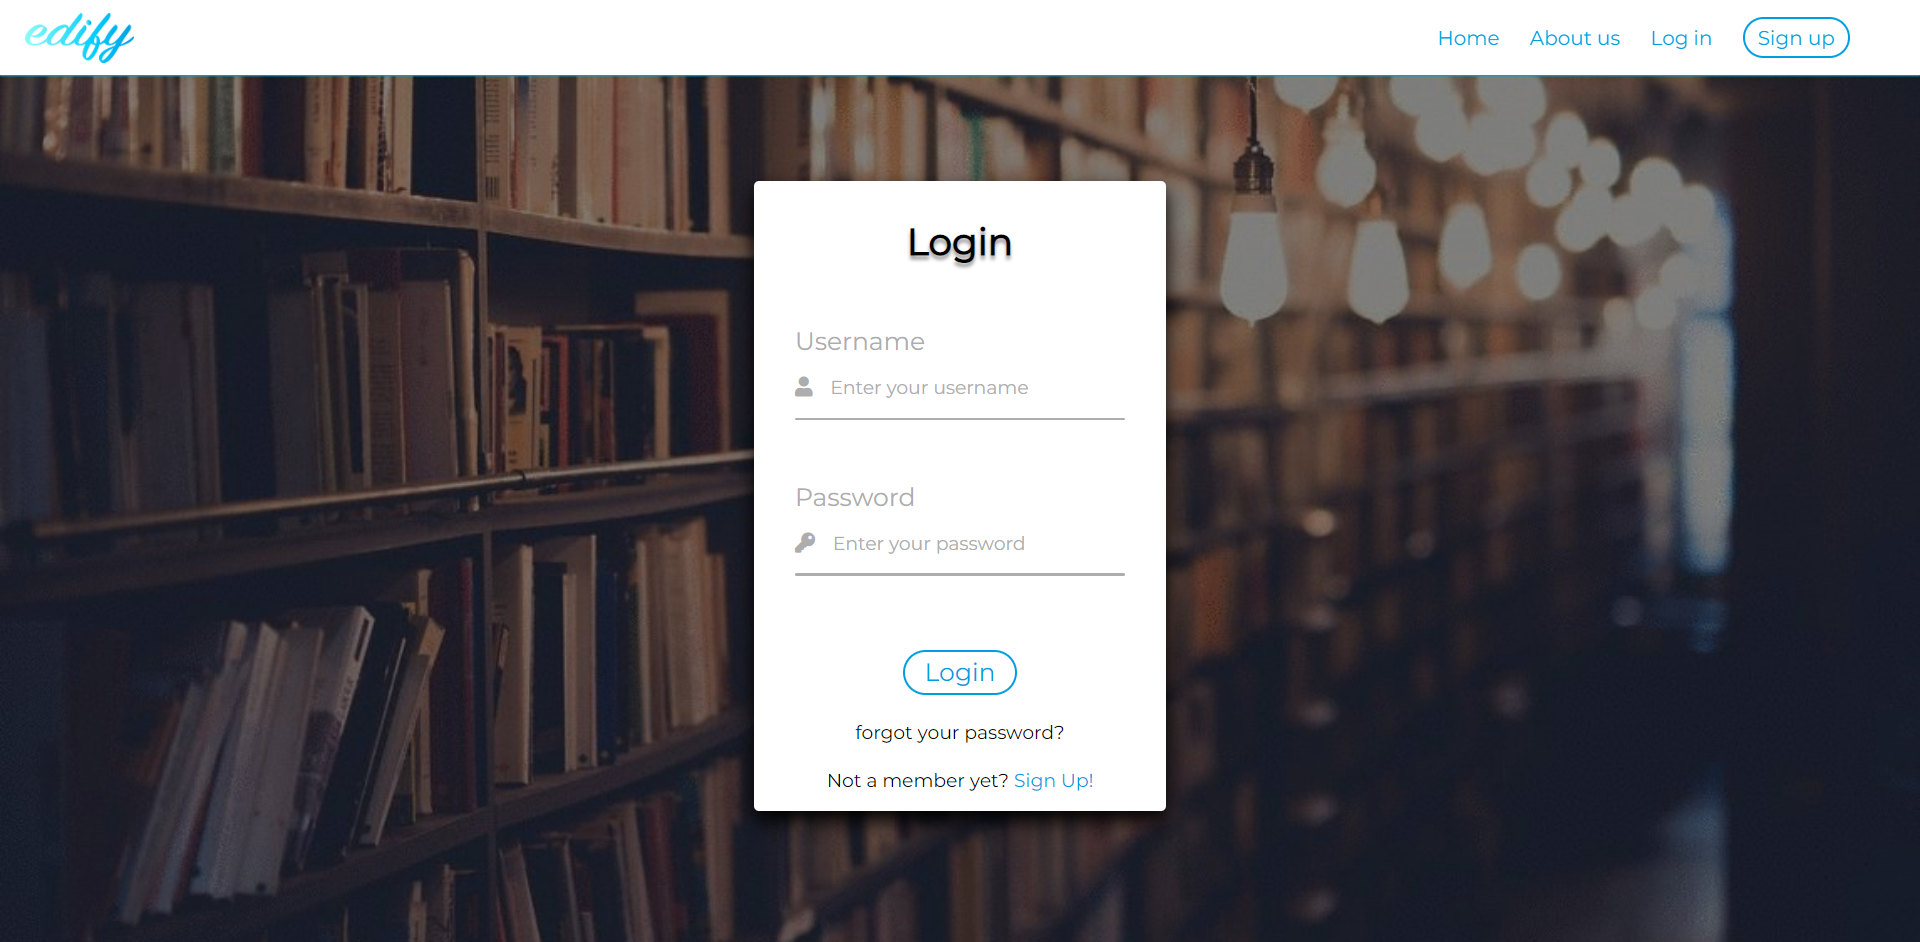 edify
Home About us Log in Sign up
Login
Username
Enter your username
Password
Enter your password
Login
forgot your password?
Not a member yet? Sign Up!